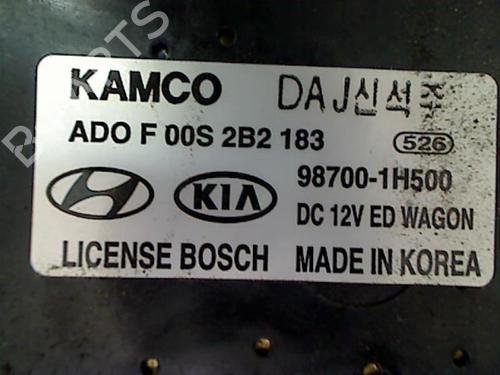 KAMCO DAJ신석주
ADO F 00S 2B2 183 526
KIA 98700-1H500
DC 12V ED WAGON
LICENSE BOSCH MADE IN KOREA
PARTS